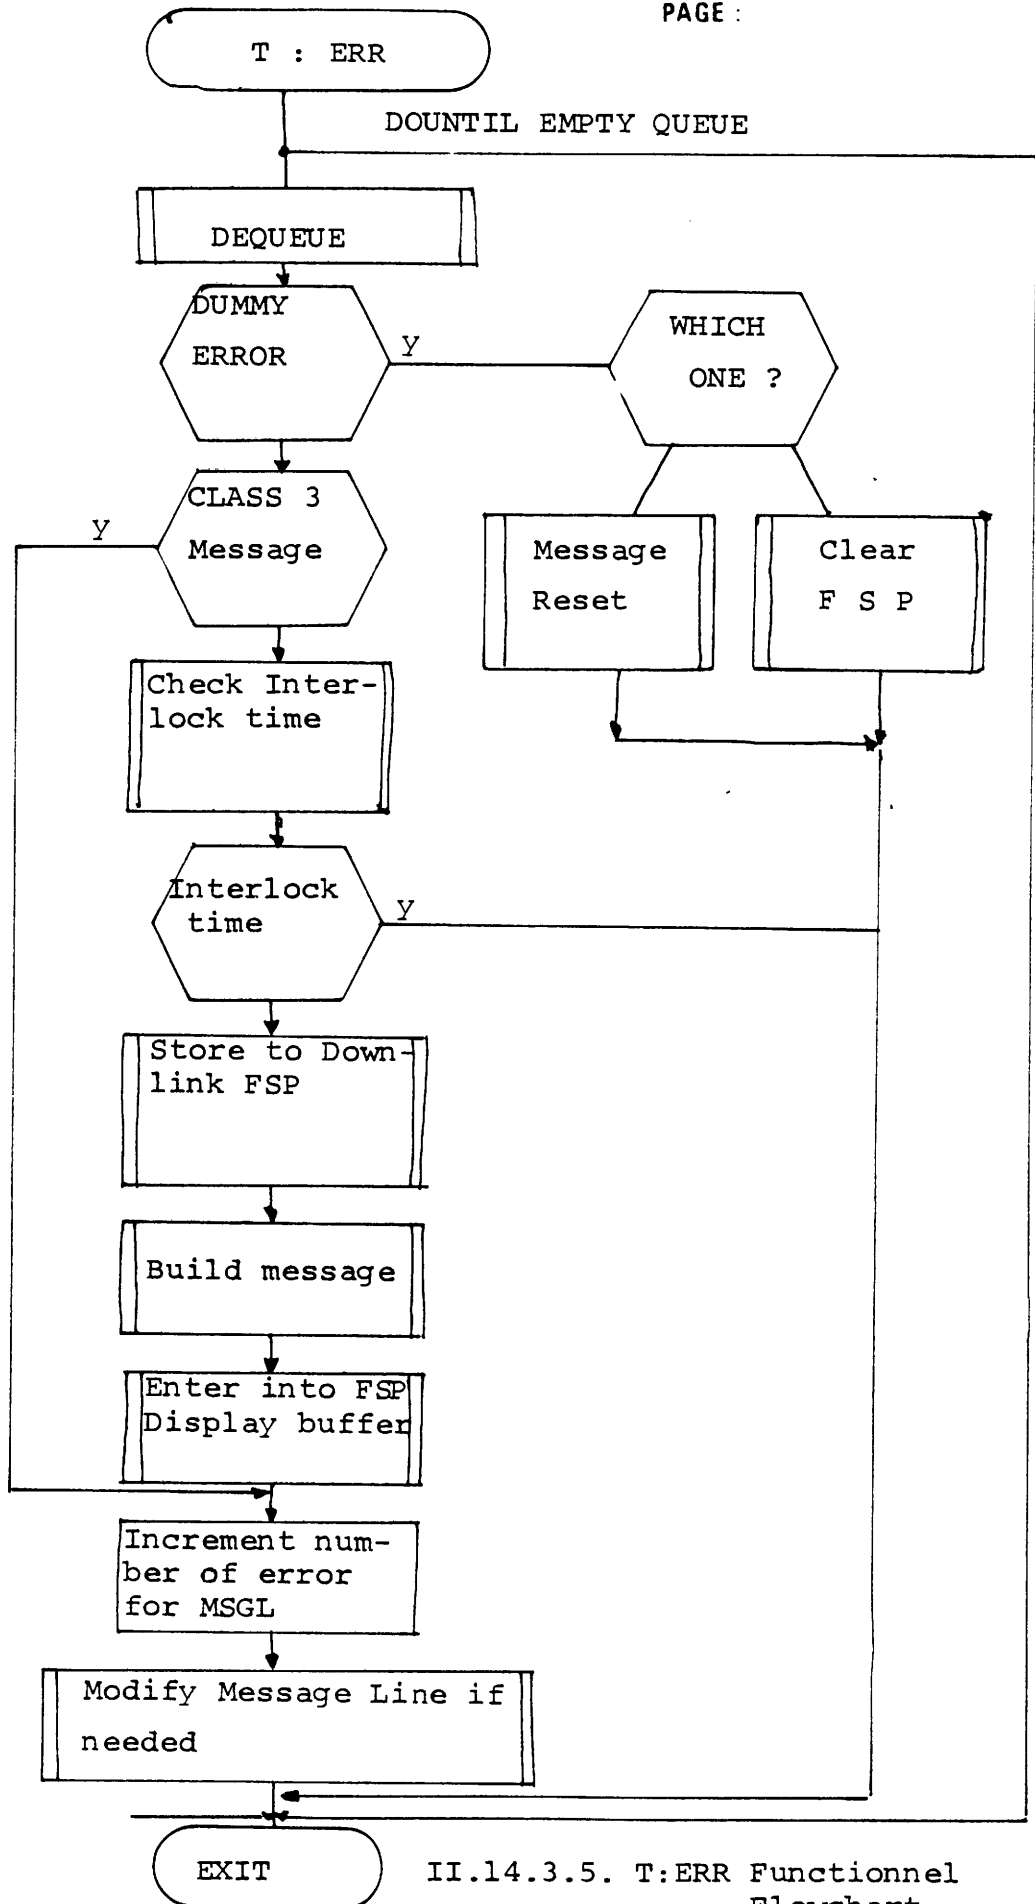 PAGE :
T : ERR
DOUNTIL EMPTY QUEUE
DEQUEUE
DUMMY
ERROR
y
WHICH
ONE ?
CLASS 3
Message
y
Message
Reset
Clear
F S P
Check Inter-
lock time
Interlock
time
y
Store to Down-
link FSP
Build message
Enter into FSP
Display buffer
Increment num-
ber of error
for MSGL
Modify Message Line if
needed
EXIT
II.14.3.5. T:ERR Functionnel
Flowchart